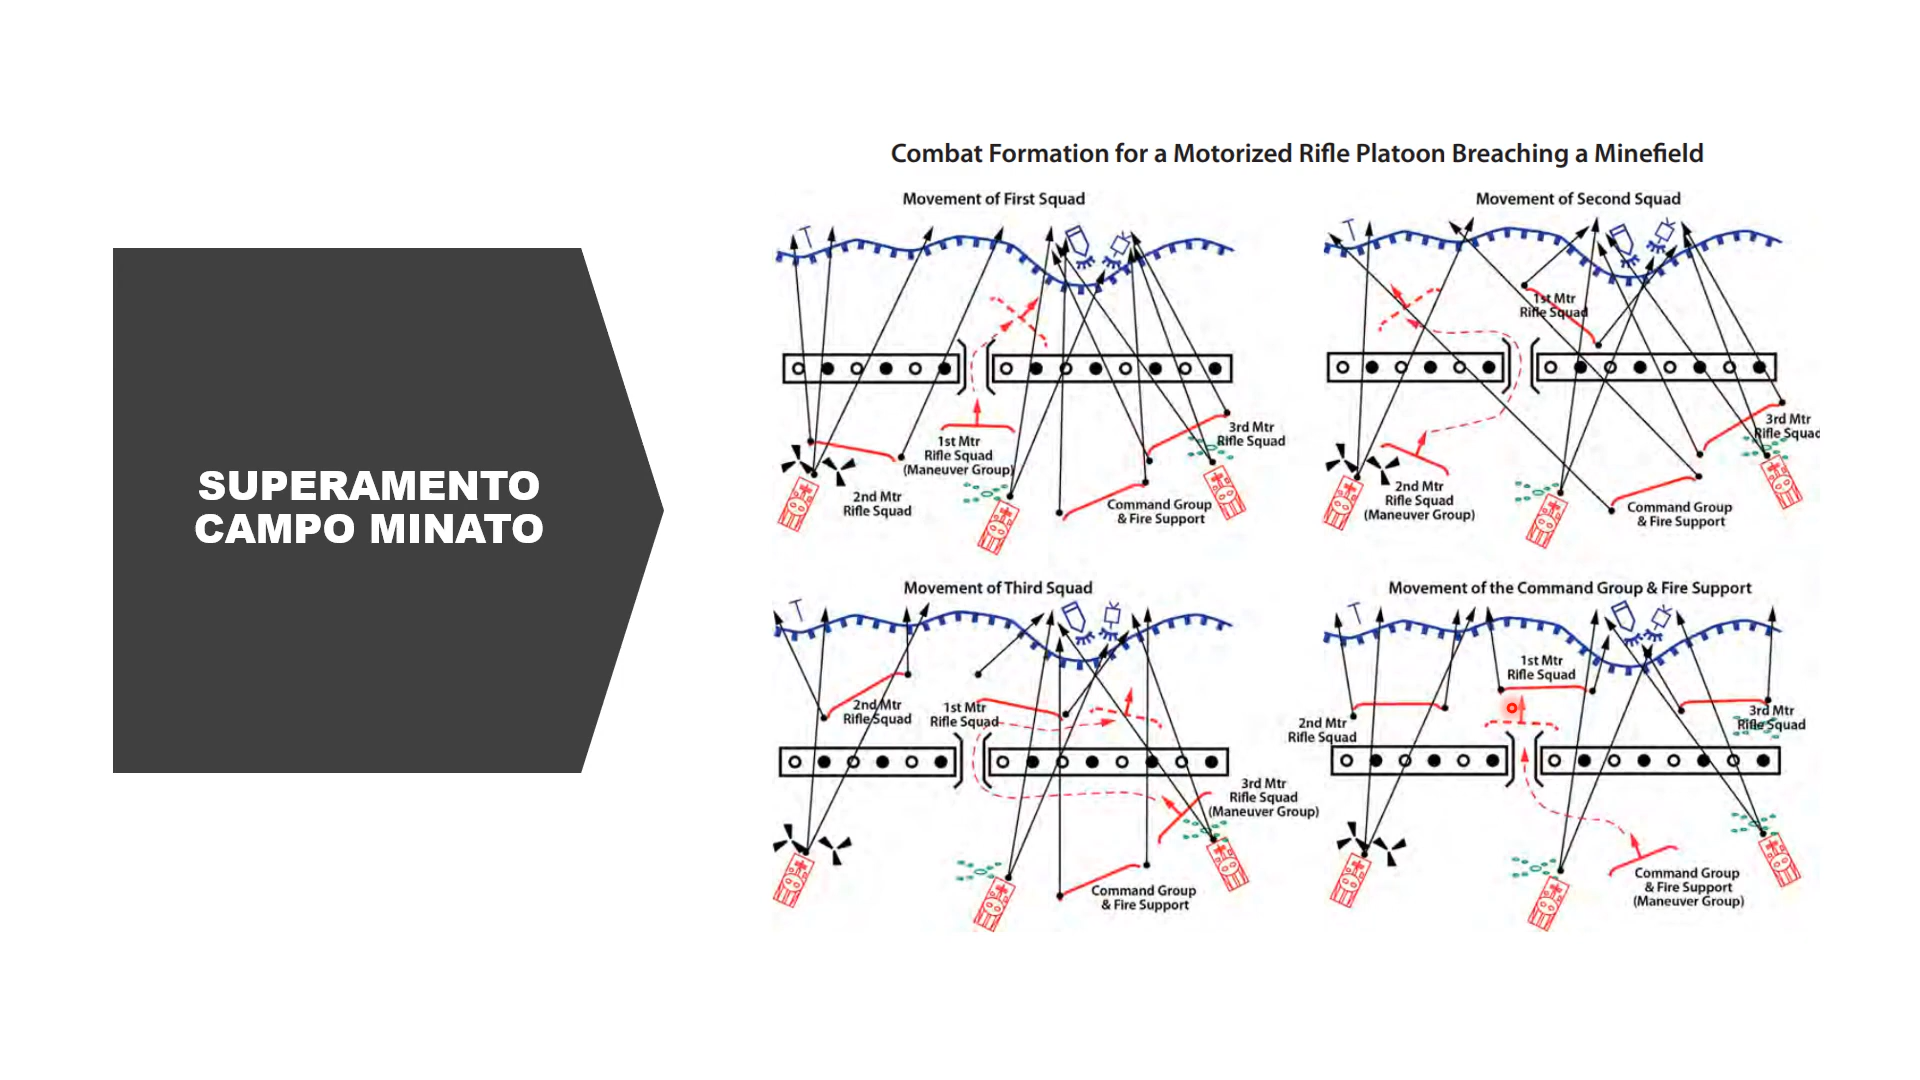 SUPERAMENTO
CAMPO MINATO
Combat Formation for a Motorized Rifle Platoon Breaching a Minefield
Movement of First Squad
1st Mtr
Rifle Squad
(Maneuver Group)
2nd Mtr
Rifle Squad
3rd Mtr
Rifle Squad
Command Group
& Fire Support
Movement of Second Squad
1st Mtr
Rifle Squad
2nd Mtr
Rifle Squad
(Maneuver Group)
3rd Mtr
Rifle Squad
Command Group
& Fire Support
Movement of Third Squad
2nd Mtr
Rifle Squad
1st Mtr
Rifle Squad
3rd Mtr
Rifle Squad
(Maneuver Group)
Command Group
& Fire Support
Movement of the Command Group & Fire Support
1st Mtr
Rifle Squad
2nd Mtr
Rifle Squad
3rd Mtr
Rifle Squad
Command Group
& Fire Support
(Maneuver Group)